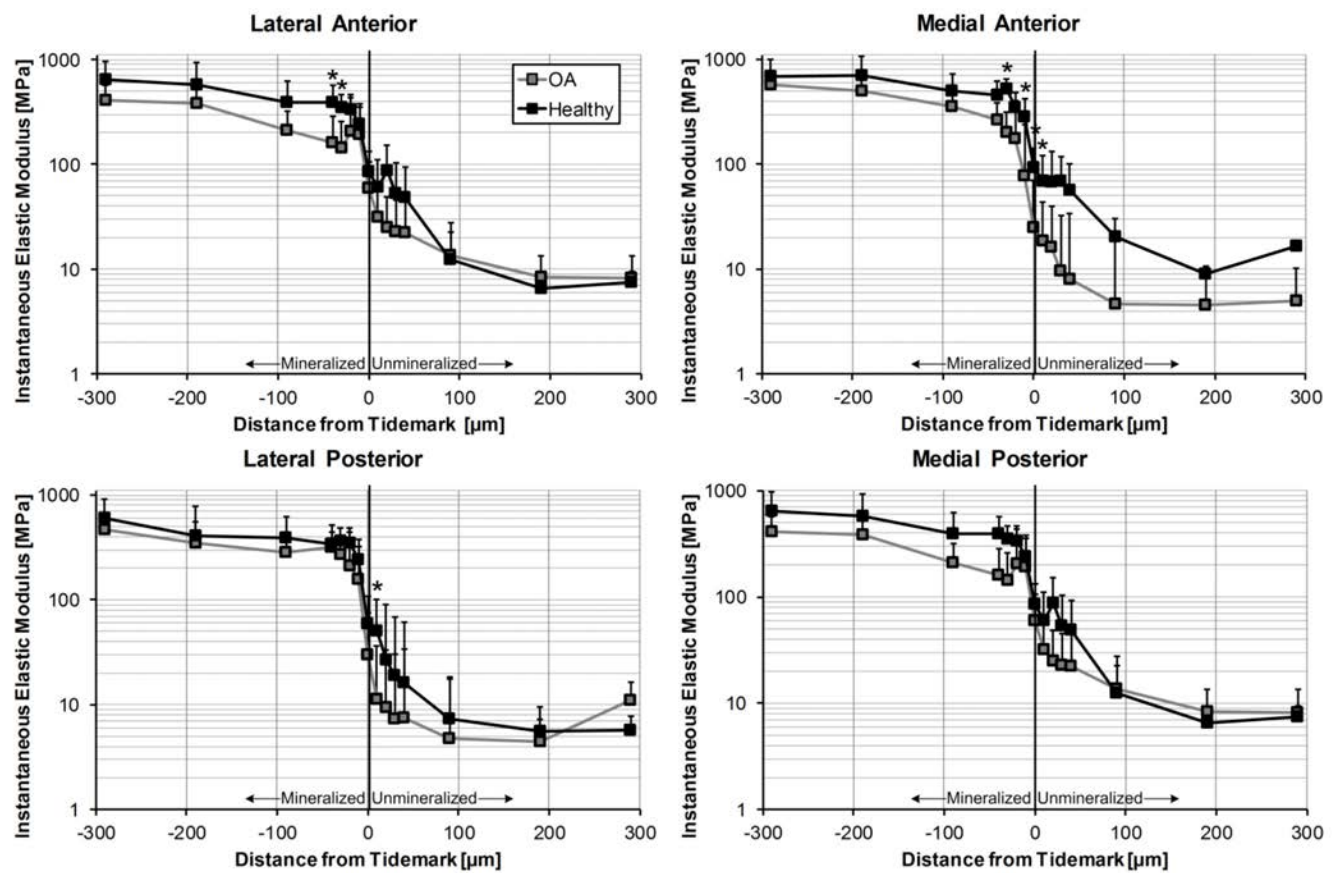 Lateral Anterior
Instantaneous Elastic Modulus [MPa]
1000
100
10
1
*
*
OA
Healthy
Mineralized Unmineralized
-300 -200 -100 0 100 200 300
Distance from Tidemark [µm]
Medial Anterior
Instantaneous Elastic Modulus [MPa]
1000
100
10
1
*
*
*
*
Mineralized Unmineralized
-300 -200 -100 0 100 200 300
Distance from Tidemark [µm]
Lateral Posterior
Instantaneous Elastic Modulus [MPa]
1000
100
10
1
*
Mineralized Unmineralized
-300 -200 -100 0 100 200 300
Distance from Tidemark [µm]
Medial Posterior
Instantaneous Elastic Modulus [MPa]
1000
100
10
1
Mineralized Unmineralized
-300 -200 -100 0 100 200 300
Distance from Tidemark [µm]